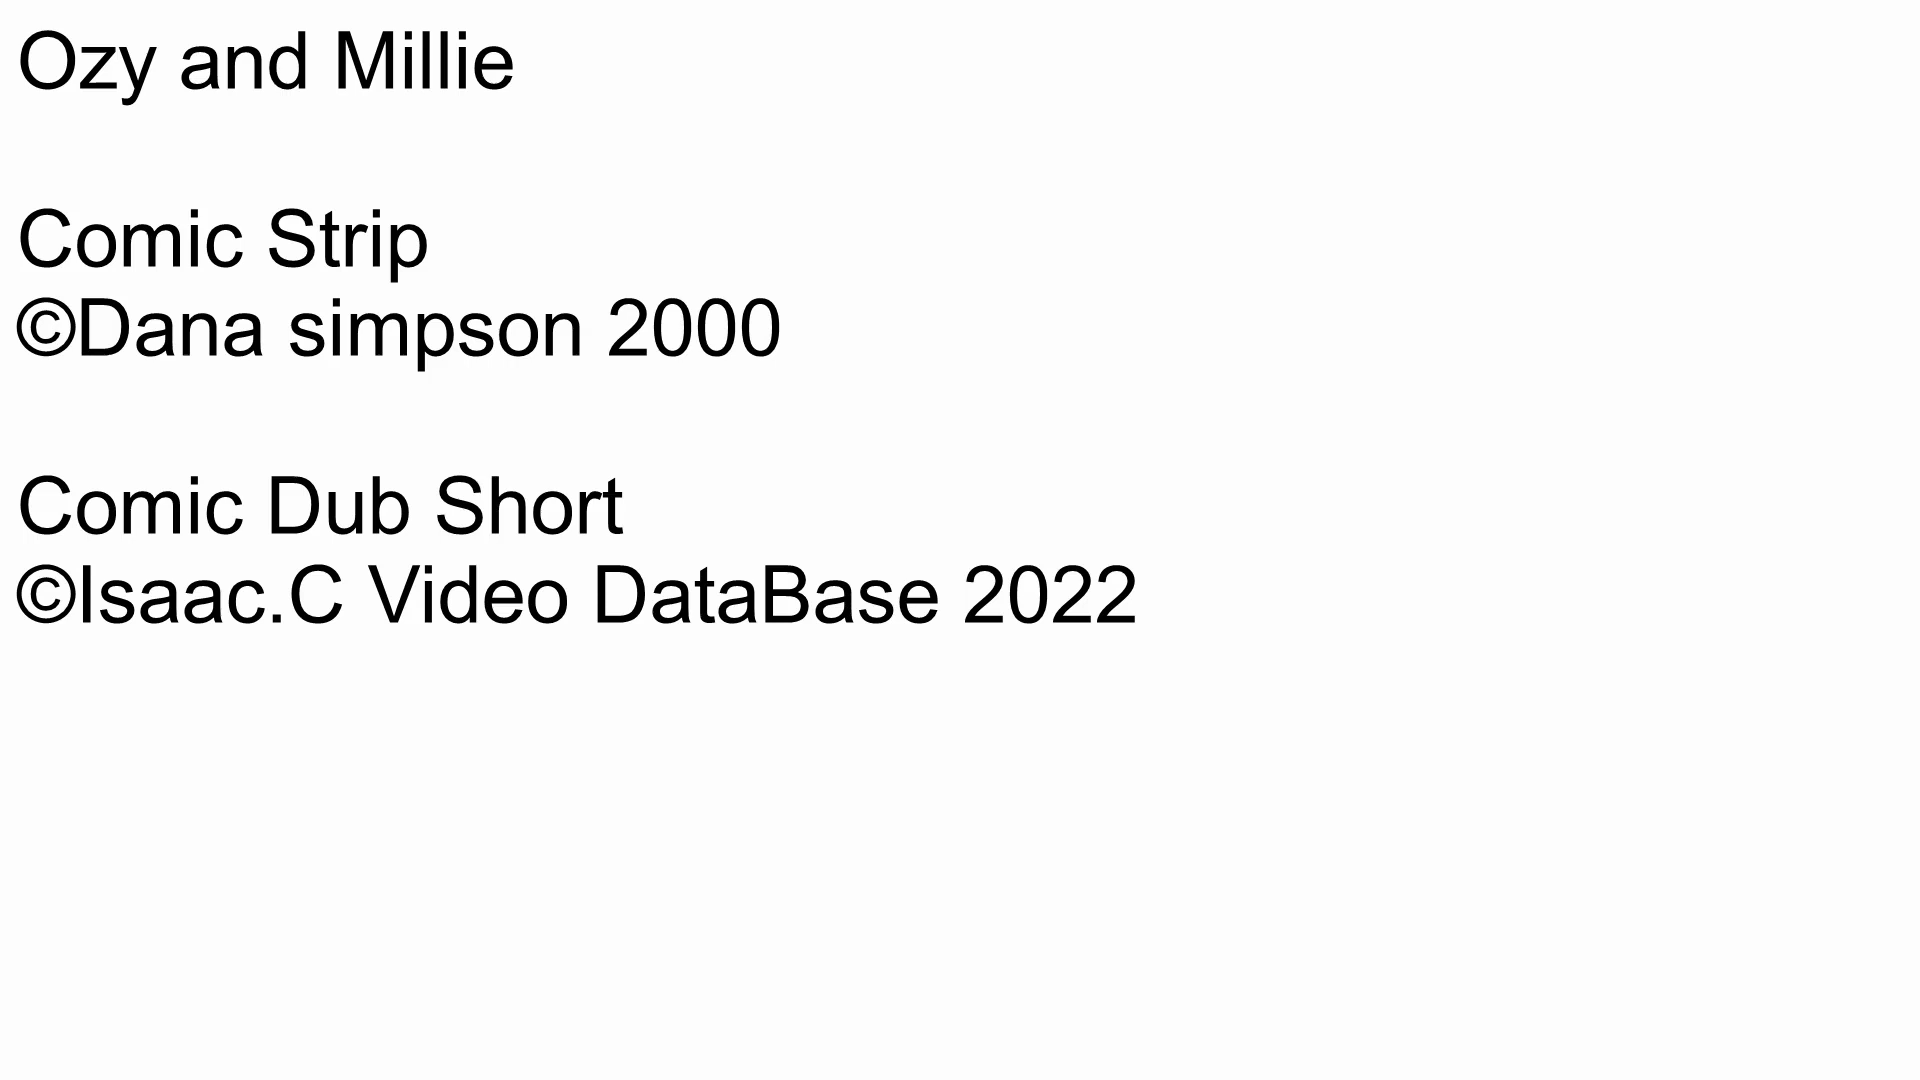 Ozy and Millie
Comic Strip
©Dana simpson 2000
Comic Dub Short
©Isaac.C Video DataBase 2022